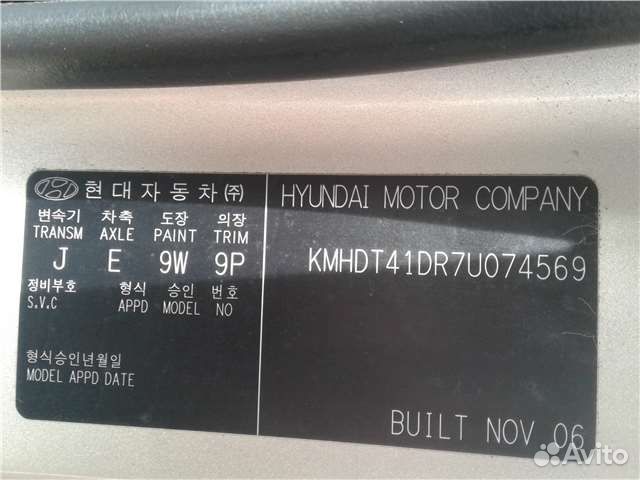 현대자동차(주) HYUNDAI MOTOR COMPANY
변속기 차축 도장 의장
TRANSM AXLE PAINT TRIM
J E 9W 9P
KMHDT41DR7U074569
정비부호 형식 승인 번호
S.V.C APPD MODEL NO
형식승인년월일
MODEL APPD DATE
BUILT NOV 06
Avito